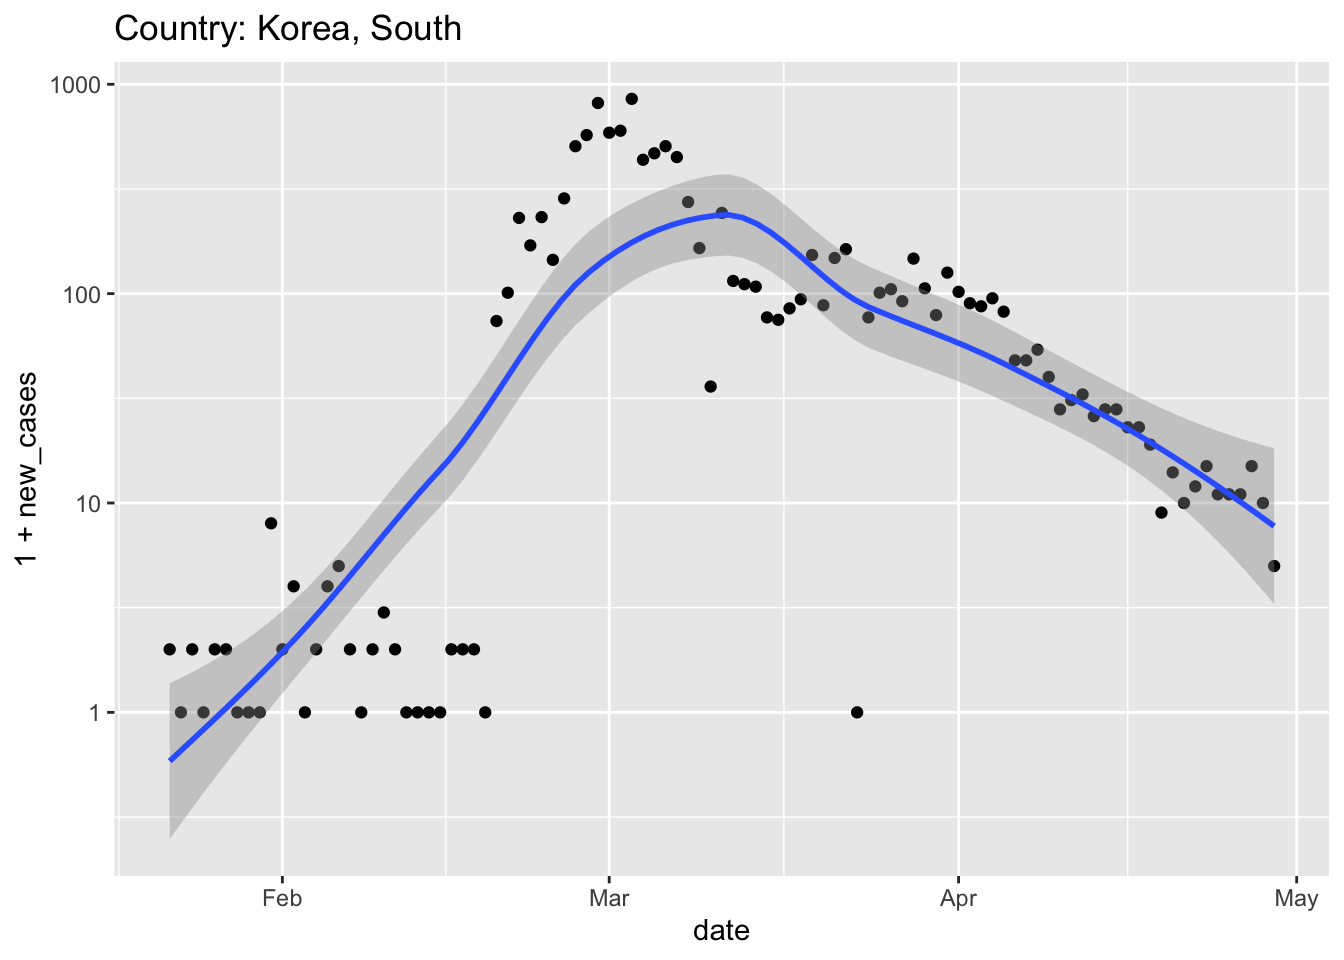 Country: Korea, South
1000
100
10
1
1 + new_cases
Feb Mar Apr May
date